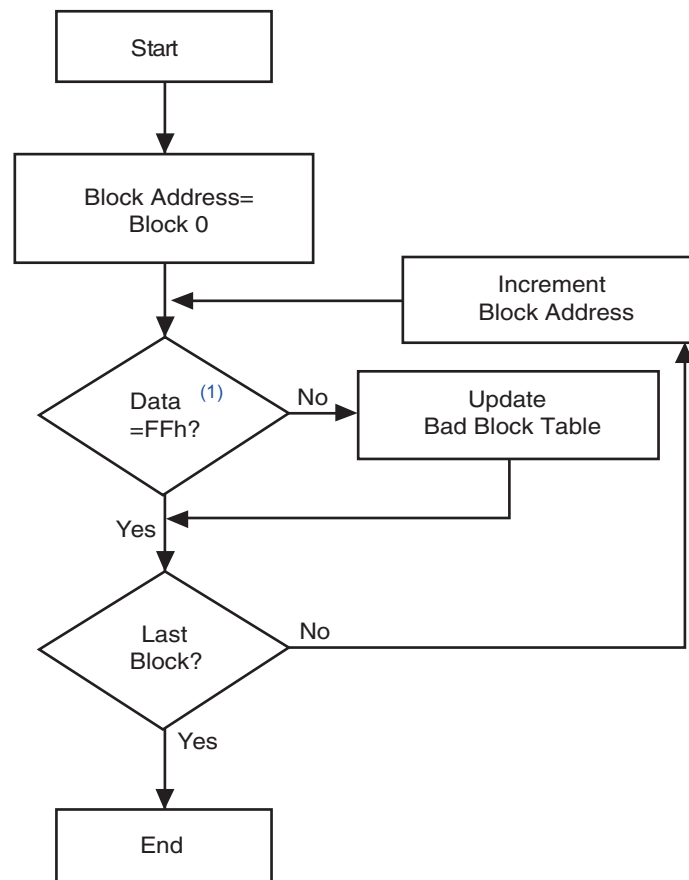 Start
Block Address=
Block 0
Increment
Block Address
Data (1)
=FFh?
No
Update
Bad Block Table
Yes
Last
Block?
No
Yes
End